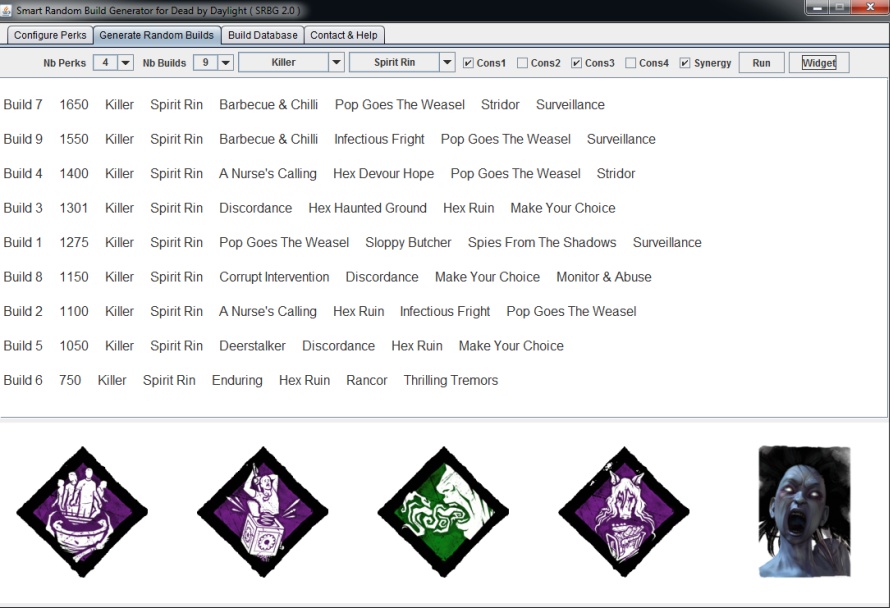 Smart Random Build Generator for Dead by Daylight ( SRBG 2.0 )
Configure Perks Generate Random Builds Build Database Contact & Help
Nb Perks 4 Nb Builds 9 Killer Spirit Rin Cons1 Cons2 Cons3 Cons4 Synergy Run Widget
Build 7 1650 Killer Spirit Rin Barbecue & Chilli Pop Goes The Weasel Stridor Surveillance
Build 9 1550 Killer Spirit Rin Barbecue & Chilli Infectious Fright Pop Goes The Weasel Surveillance
Build 4 1400 Killer Spirit Rin A Nurse's Calling Hex Devour Hope Pop Goes The Weasel Stridor
Build 3 1301 Killer Spirit Rin Discordance Hex Haunted Ground Hex Ruin Make Your Choice
Build 1 1275 Killer Spirit Rin Pop Goes The Weasel Sloppy Butcher Spies From The Shadows Surveillance
Build 8 1150 Killer Spirit Rin Corrupt Intervention Discordance Make Your Choice Monitor & Abuse
Build 2 1100 Killer Spirit Rin A Nurse's Calling Hex Ruin Infectious Fright Pop Goes The Weasel
Build 5 1050 Killer Spirit Rin Deerstalker Discordance Hex Ruin Make Your Choice
Build 6 750 Killer Spirit Rin Enduring Hex Ruin Rancor Thrilling Tremors